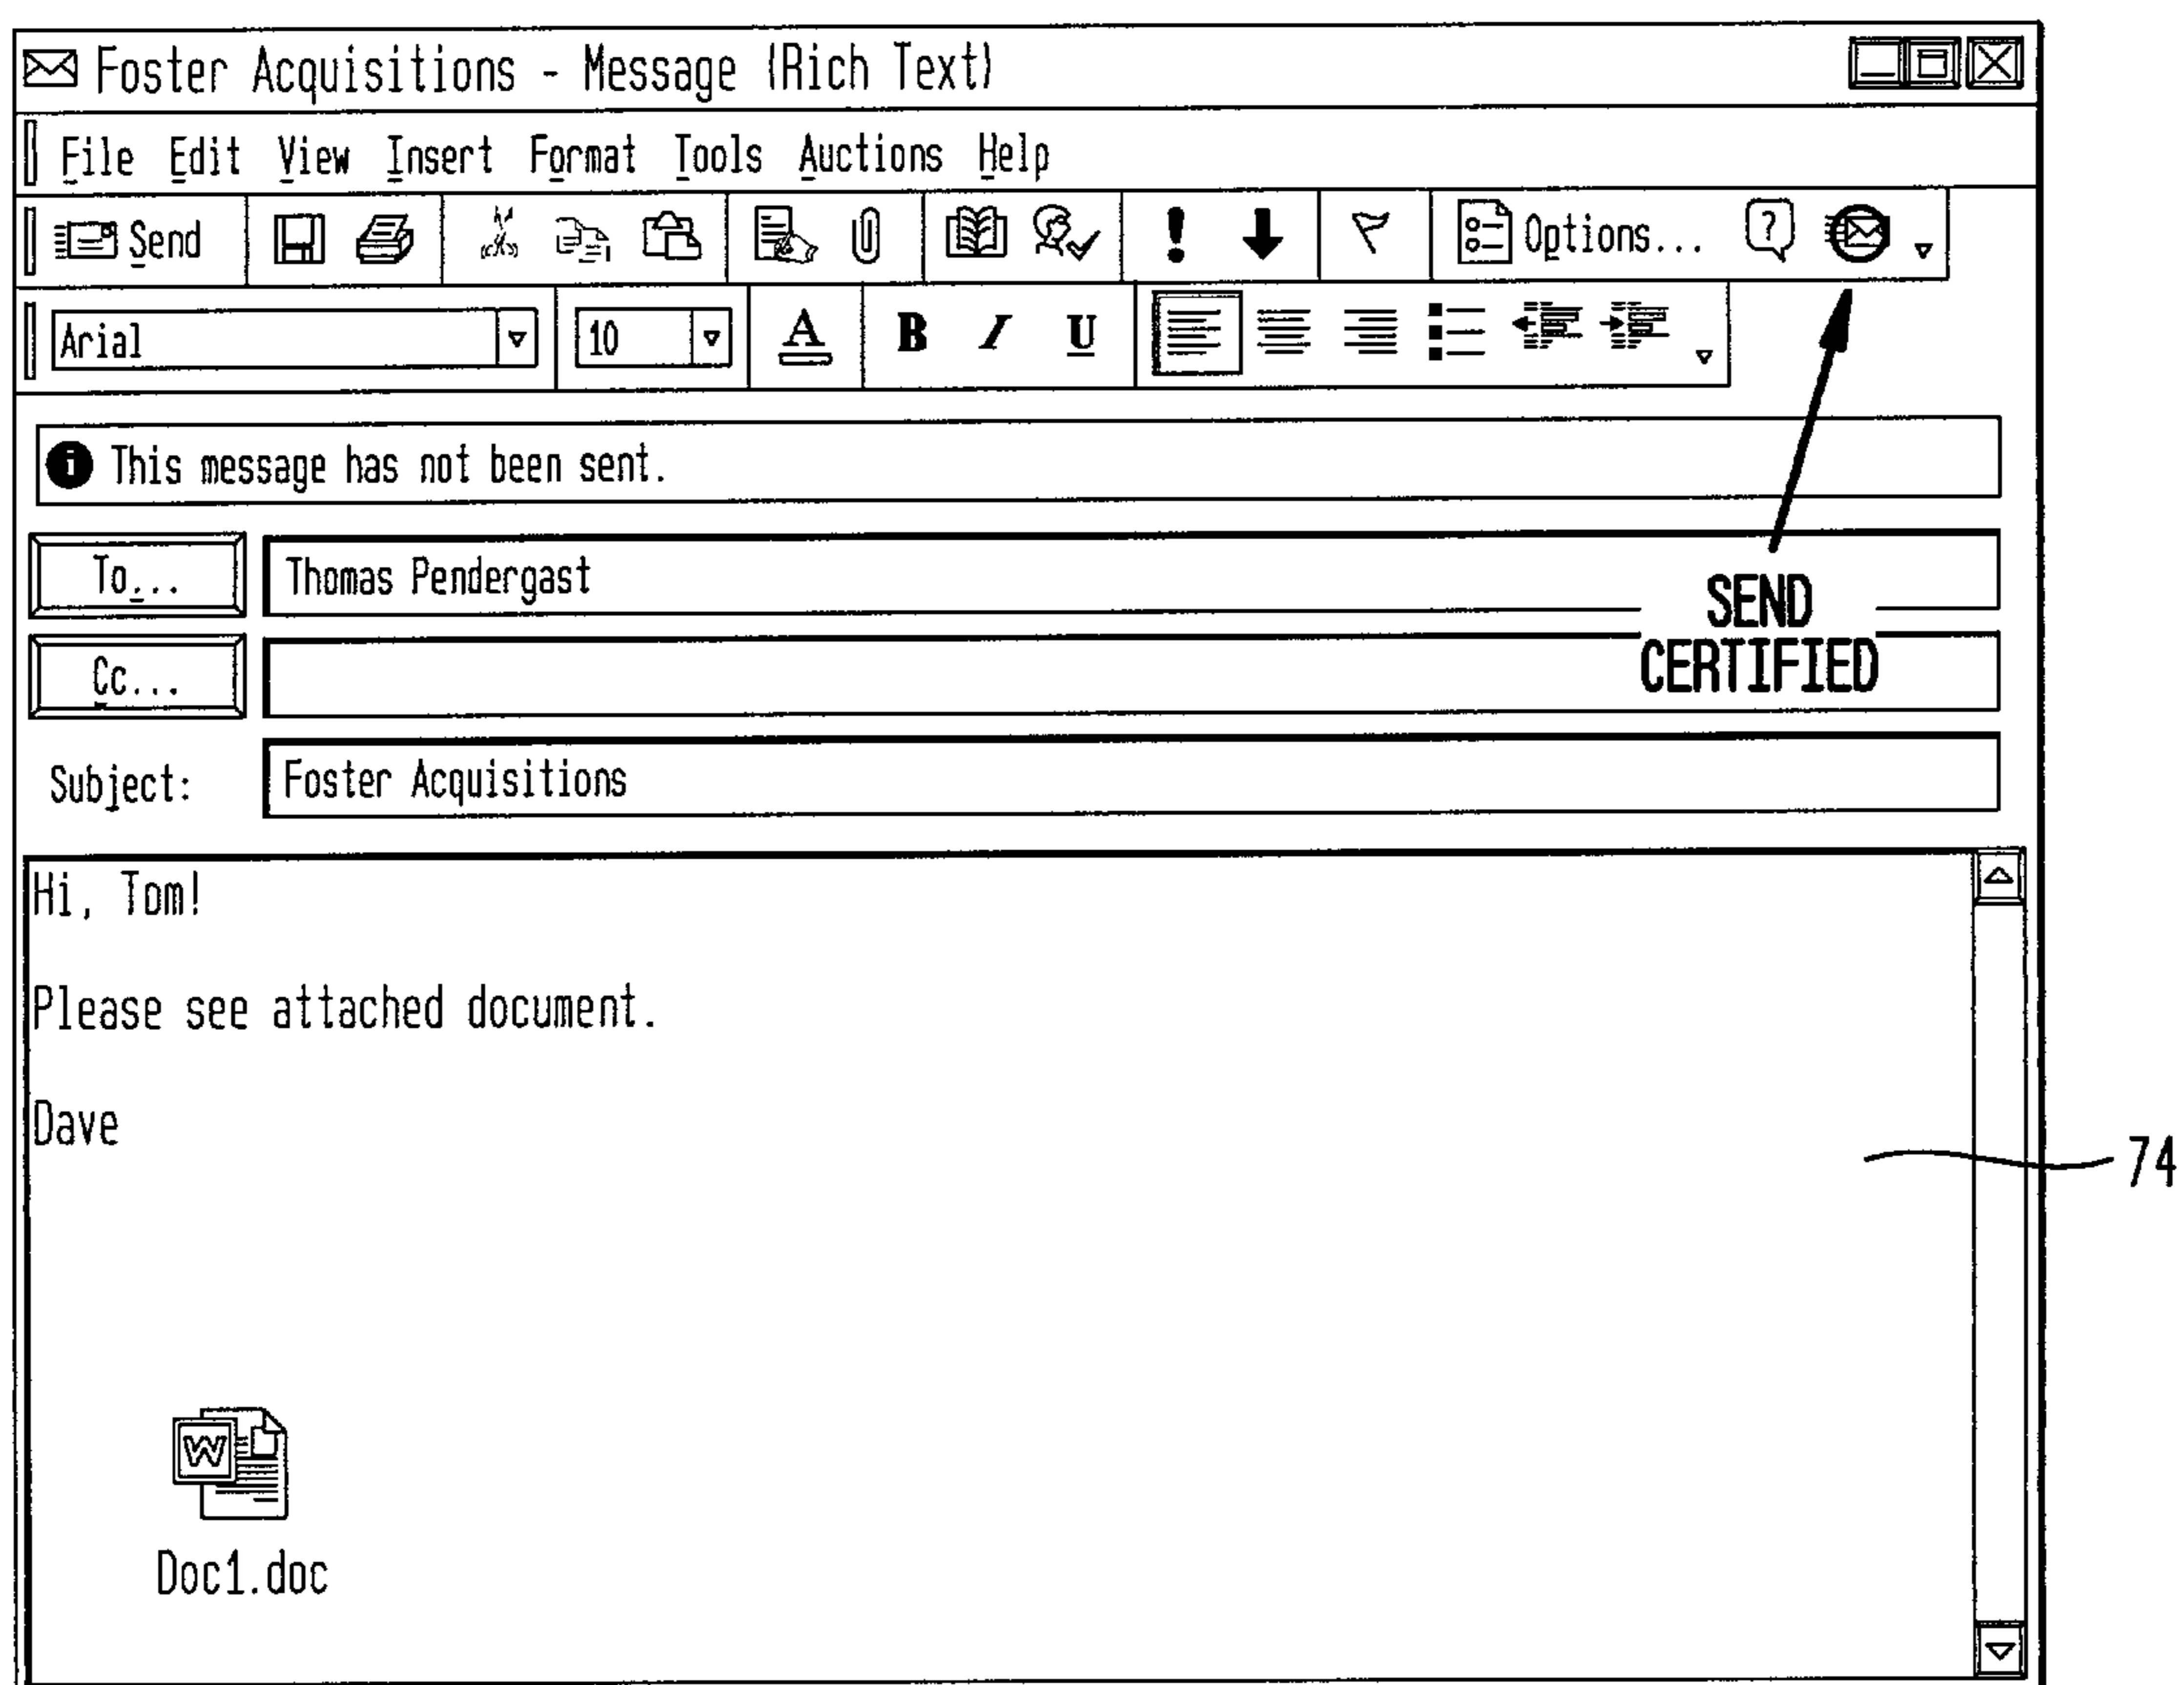 Foster Acquisitions - Message (Rich Text)
File Edit View Insert Format Tools Auctions Help
Send Options... ?
Arial 10 A B I U
i This message has not been sent.
To... Thomas Pendergast
SEND
CERTIFIED
Cc...
Subject: Foster Acquisitions
Hi, Tom!
Please see attached document.
Dave
74
W
Doc1.doc